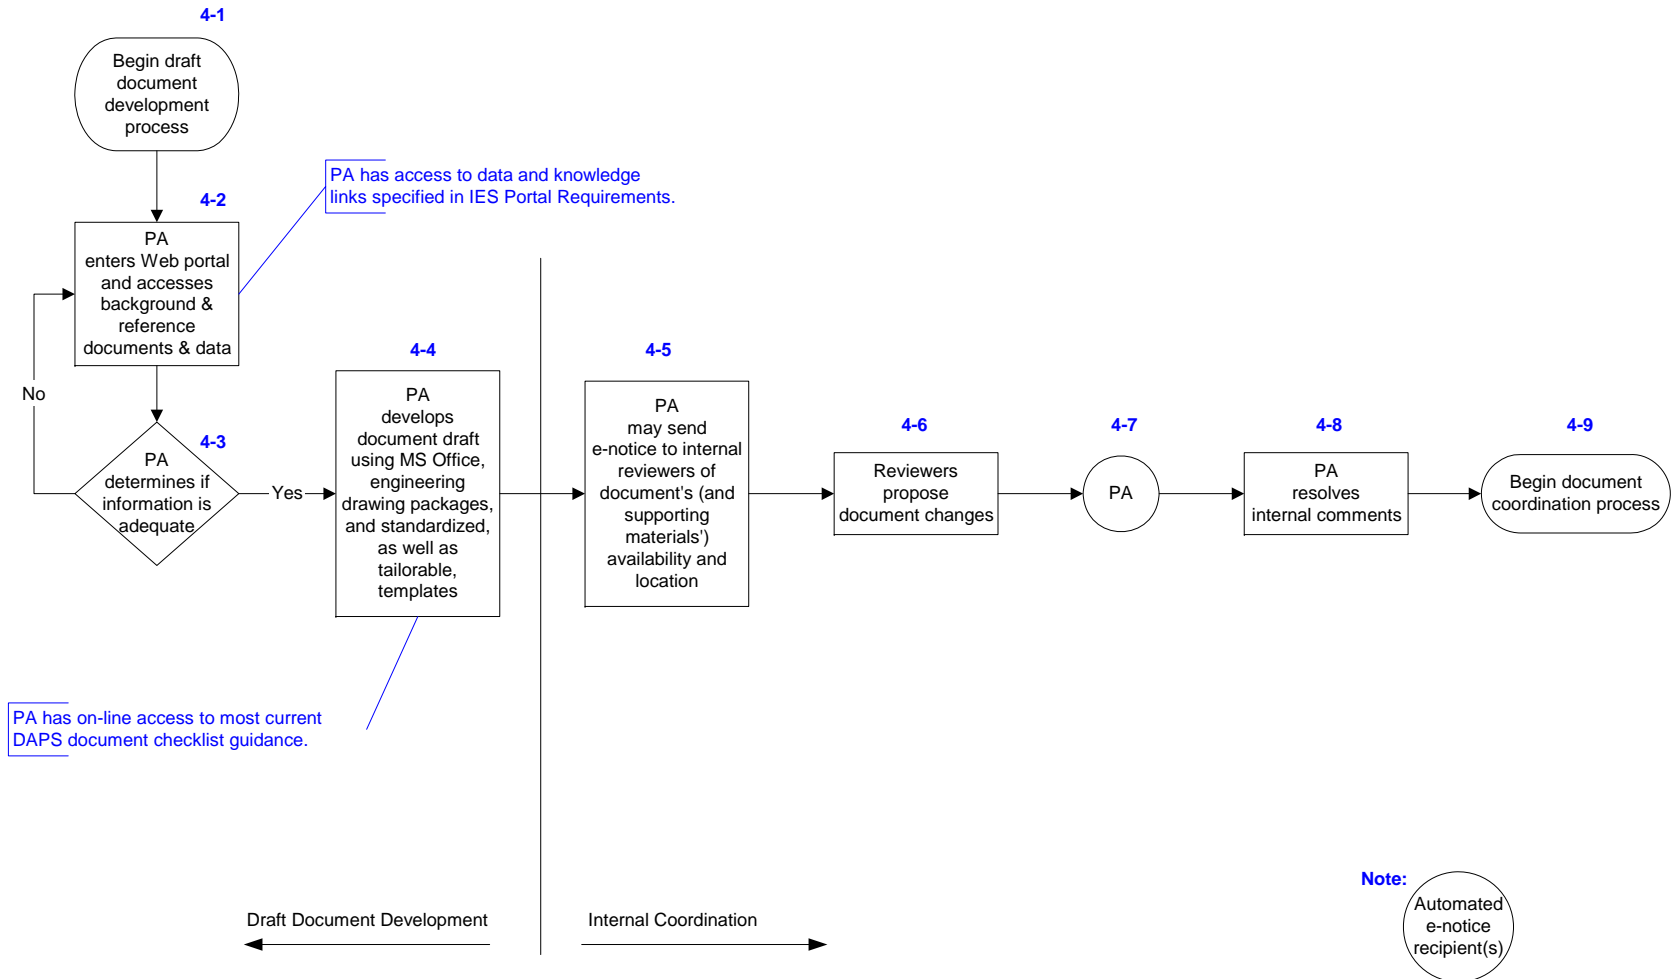 4-1
Begin draft
document
development
process
PA has access to data and knowledge
links specified in IES Portal Requirements.
4-2
PA
enters Web portal
and accesses
background &
reference
documents & data
No
4-3
PA
determines if
information is
adequate
Yes
4-4
PA
develops
document draft
using MS Office,
engineering
drawing packages,
and standardized,
as well as
tailorable,
templates
PA has on-line access to most current
DAPS document checklist guidance.
4-5
PA
may send
e-notice to internal
reviewers of
document's (and
supporting
materials')
availability and
location
4-6
Reviewers
propose
document changes
4-7
PA
4-8
PA
resolves
internal comments
4-9
Begin document
coordination process
Draft Document Development
Internal Coordination
Note:
Automated
e-notice
recipient(s)